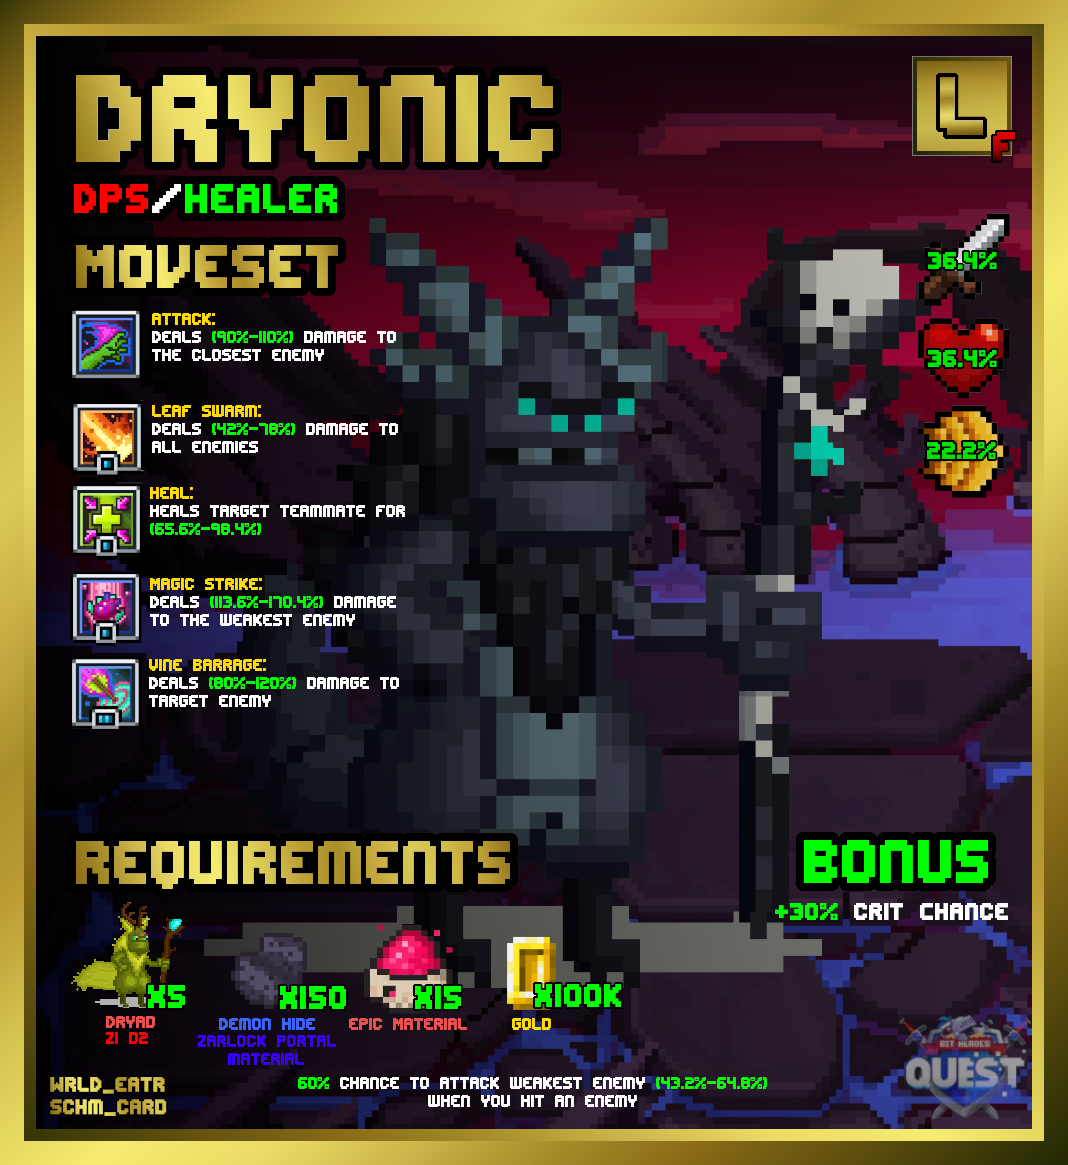 DRYONIC
L
F
DPS/HEALER
MOVESET
36.4%
36.4%
22.2%
ATTACK:
DEALS (90%-110%) DAMAGE TO
THE CLOSEST ENEMY
LEAF SWARM:
DEALS (42%-78%) DAMAGE TO
ALL ENEMIES
HEAL:
HEALS TARGET TEAMMATE FOR
(65.6%-98.4%)
MAGIC STRIKE:
DEALS (113.6%-170.4%) DAMAGE
TO THE WEAKEST ENEMY
VINE BARRAGE:
DEALS (80%-120%) DAMAGE TO
TARGET ENEMY
REQUIREMENTS
X5
DRYAD
Z1 D2
X150
DEMON HIDE
ZARLOCK PORTAL
MATERIAL
X15
EPIC MATERIAL
X100K
GOLD
BONUS
+30% CRIT CHANCE
60% CHANCE TO ATTACK WEAKEST ENEMY (43.2%-64.8%)
WHEN YOU HIT AN ENEMY
WRLD_EATR
SCHM_CARD
BIT HEROES
QUEST